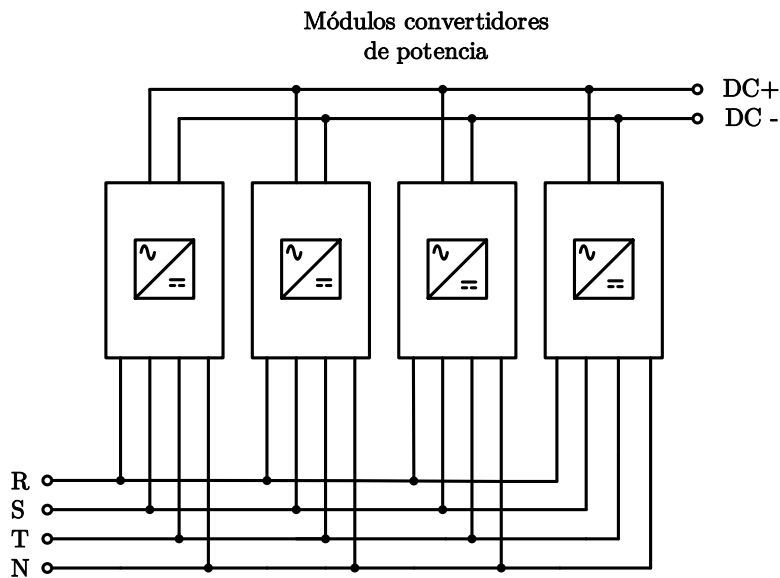 Módulos convertidores
de potencia
DC+
DC -
R
S
T
N